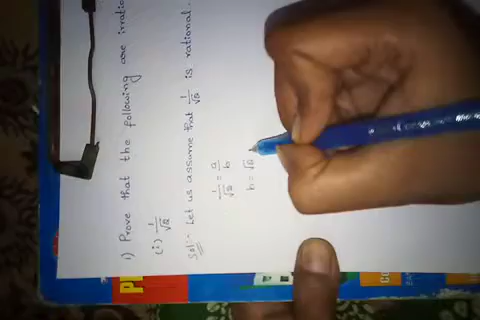 1) Prove that the following are irratio
(i) 1/√2
Sol:- Let us assume that 1/√2 is rational.
1/√2 = a/b
b = √2